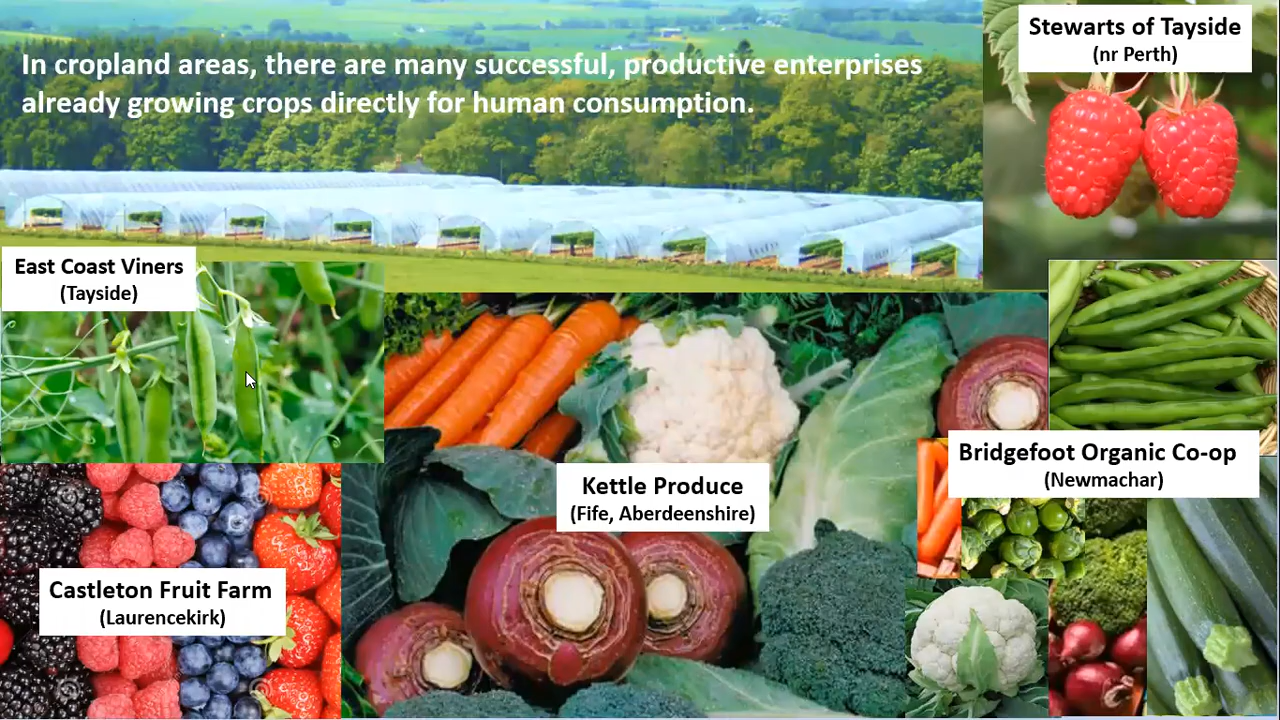 In cropland areas, there are many successful, productive enterprises
already growing crops directly for human consumption.
Stewarts of Tayside
(nr Perth)
East Coast Viners
(Tayside)
Kettle Produce
(Fife, Aberdeenshire)
Bridgefoot Organic Co-op
(Newmachar)
Castleton Fruit Farm
(Laurencekirk)